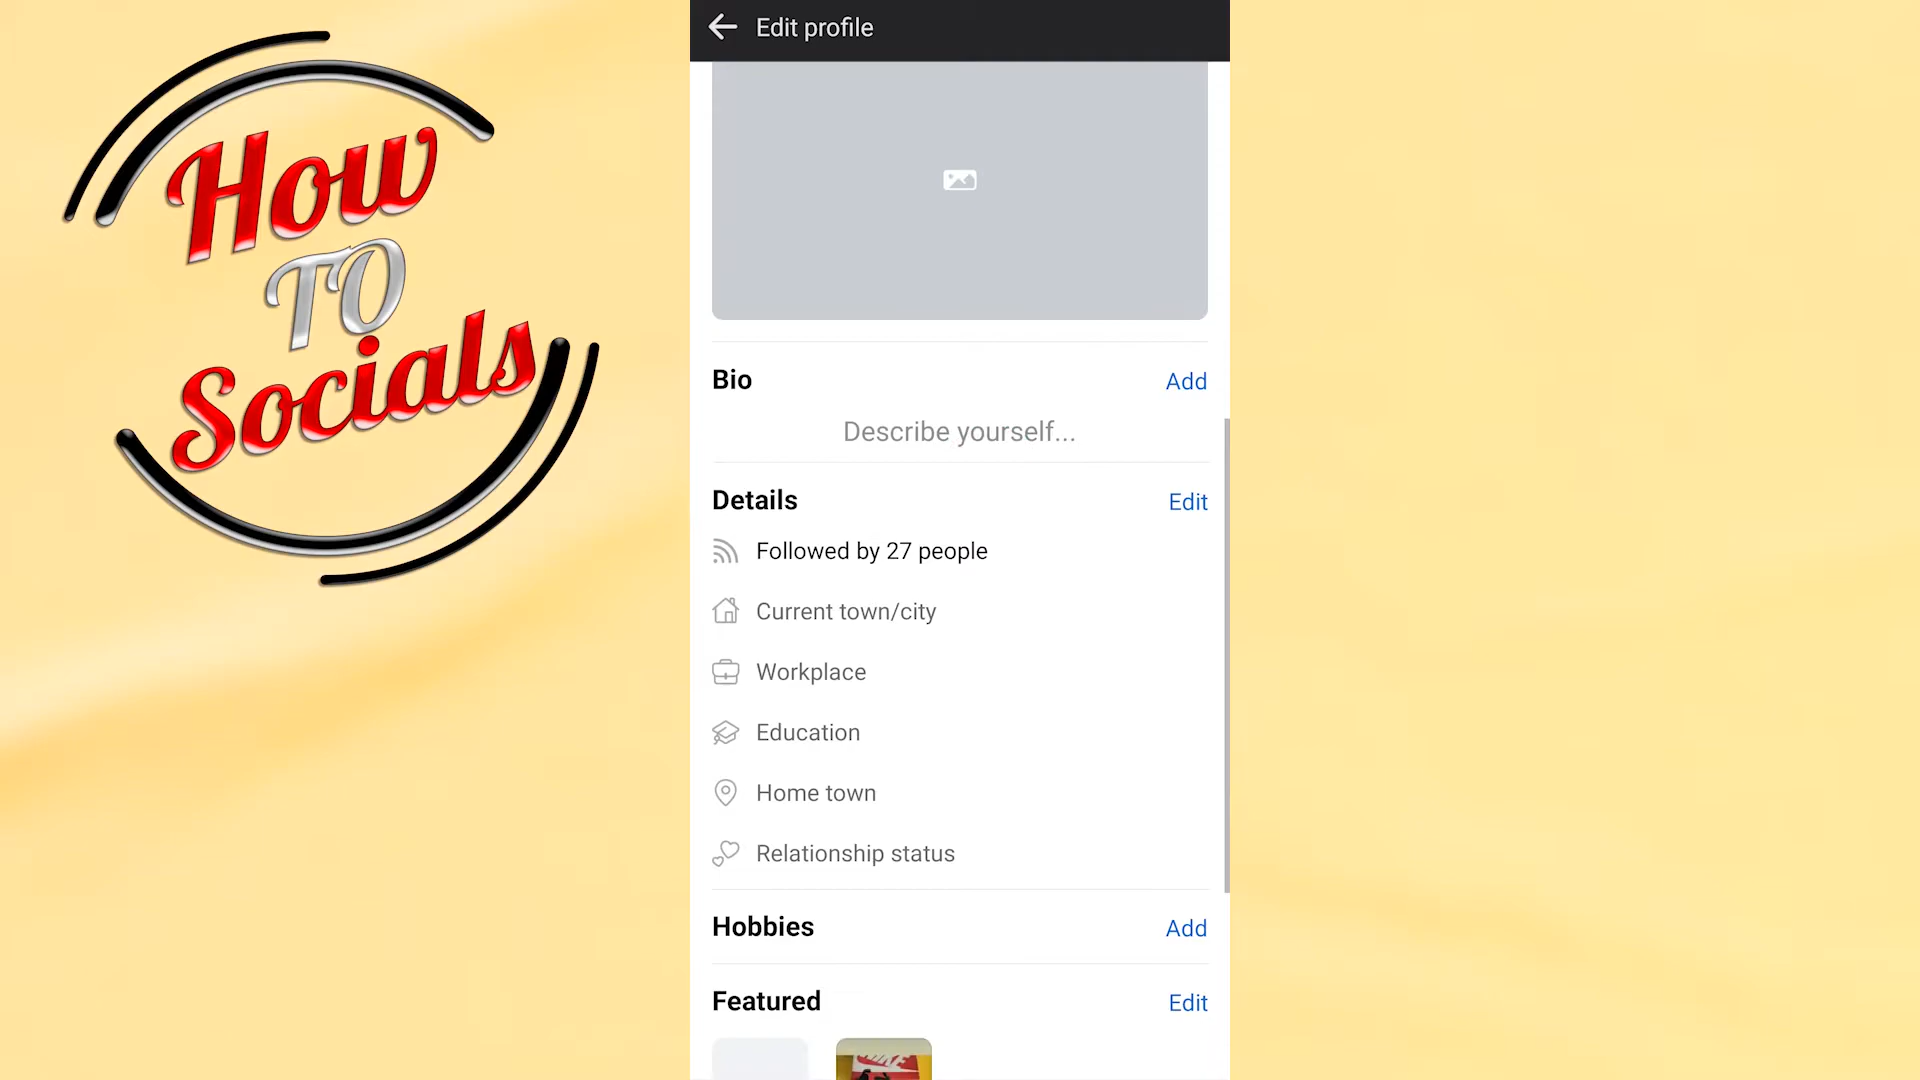 How
TO
Socials
Edit profile
Bio
Add
Describe yourself...
Details
Edit
Followed by 27 people
Current town/city
Workplace
Education
Home town
Relationship status
Hobbies
Add
Featured
Edit
NIKE